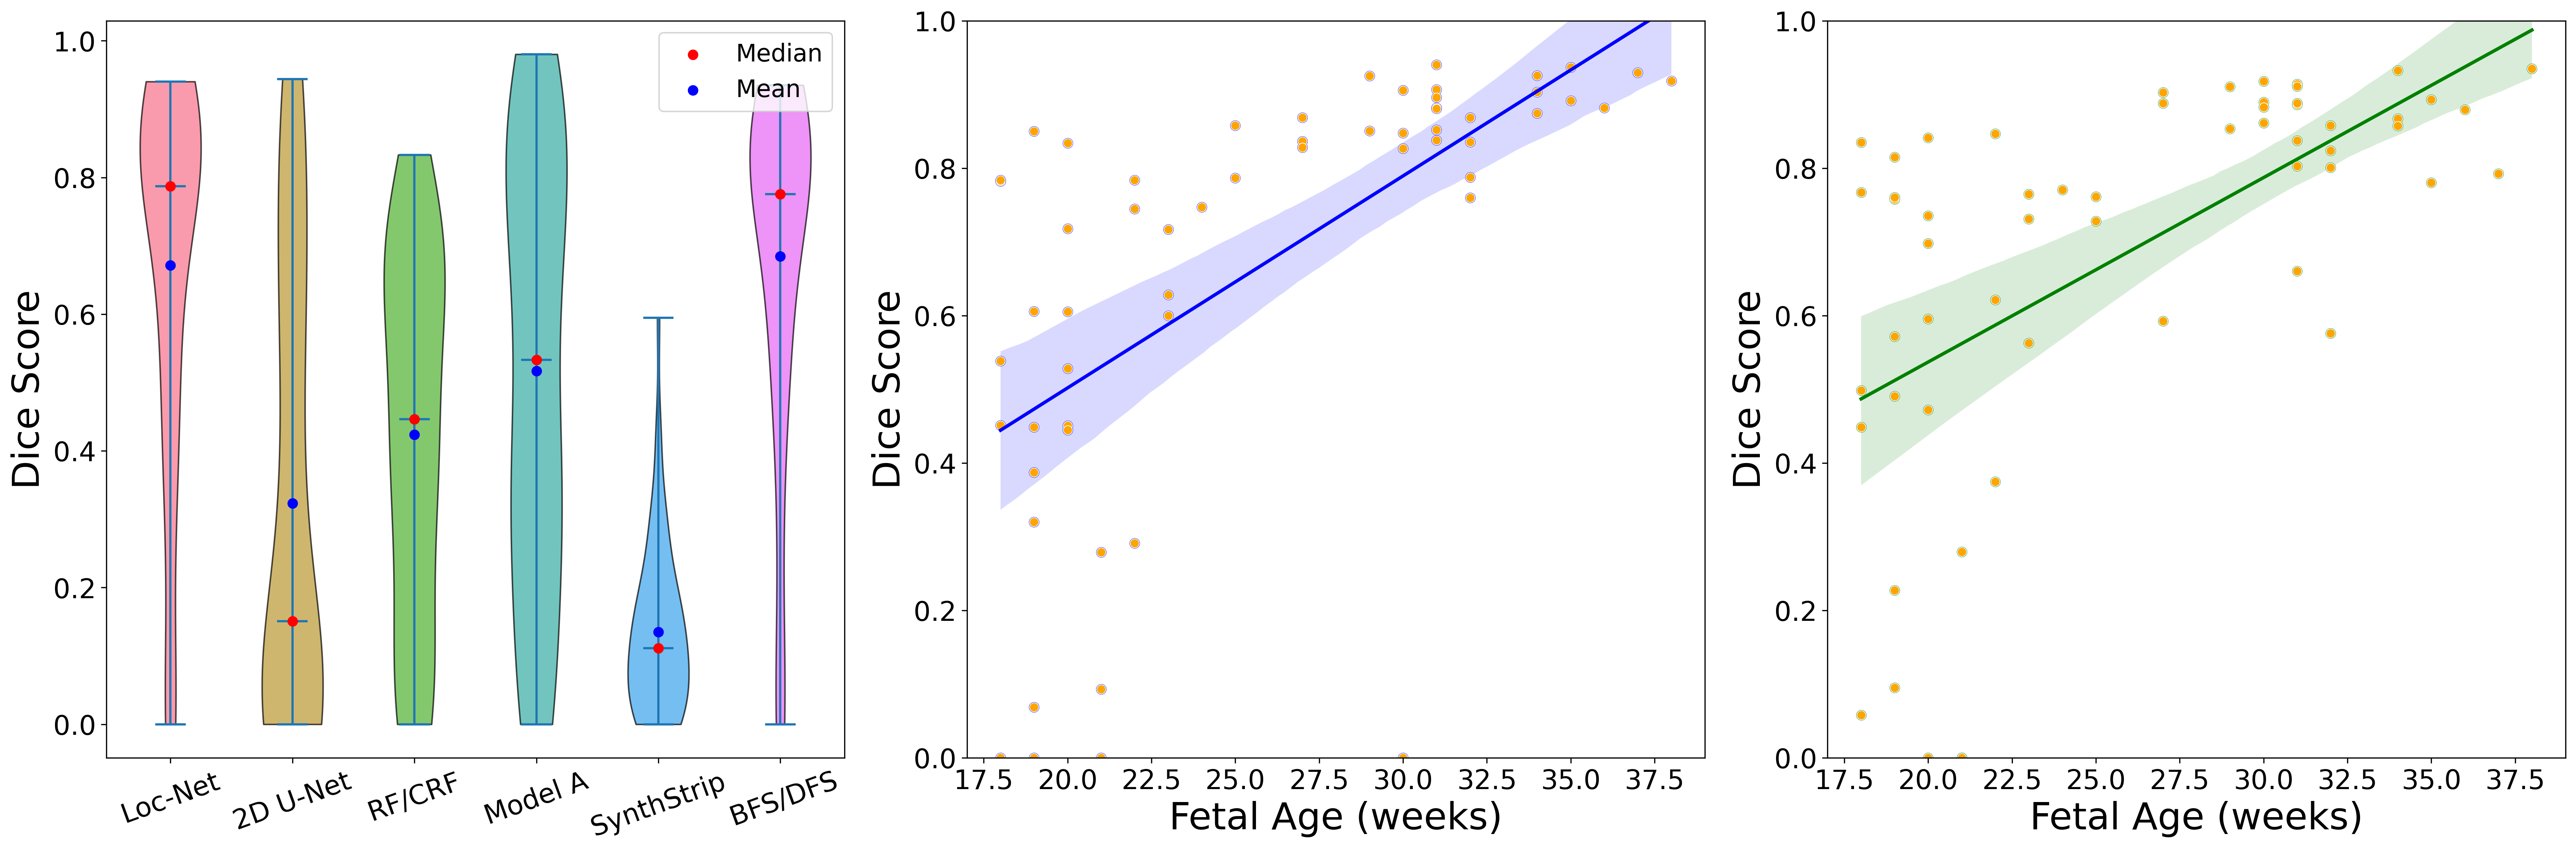 Dice Score
1.0
0.8
0.6
0.4
0.2
0.0
Median
Mean
Loc-Net
2D U-Net
RF/CRF
Model A
SynthStrip
BFS/DFS
Dice Score
1.0
0.8
0.6
0.4
0.2
0.0
17.5 20.0 22.5 25.0 27.5 30.0 32.5 35.0 37.5
Fetal Age (weeks)
Dice Score
1.0
0.8
0.6
0.4
0.2
0.0
17.5 20.0 22.5 25.0 27.5 30.0 32.5 35.0 37.5
Fetal Age (weeks)